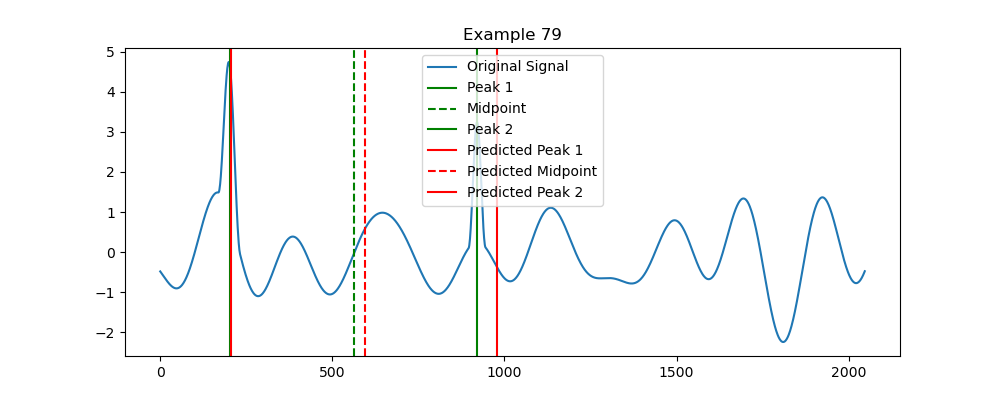 Example 79
5
4
3
2
1
0
−1
−2
Original Signal
Peak 1
Midpoint
Peak 2
Predicted Peak 1
Predicted Midpoint
Predicted Peak 2
0
500
1000
1500
2000